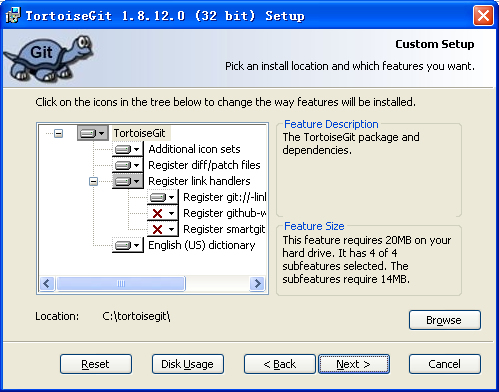 TortoiseGit 1.8.12.0 (32 bit) Setup
Git
Custom Setup
Pick an install location and which features you want.
Click on the icons in the tree below to change the way features will be installed.
TortoiseGit
Additional icon sets
Register diff/patch files
Register link handlers
Register git://-linl
Register github-w
Register smartgit
English (US) dictionary
Feature Description
The TortoiseGit package and
dependencies.
Feature Size
This feature requires 20MB on your
hard drive. It has 4 of 4
subfeatures selected. The
subfeatures require 14MB.
Location: C:\tortoisegit\
Browse
Reset Disk Usage < Back Next > Cancel